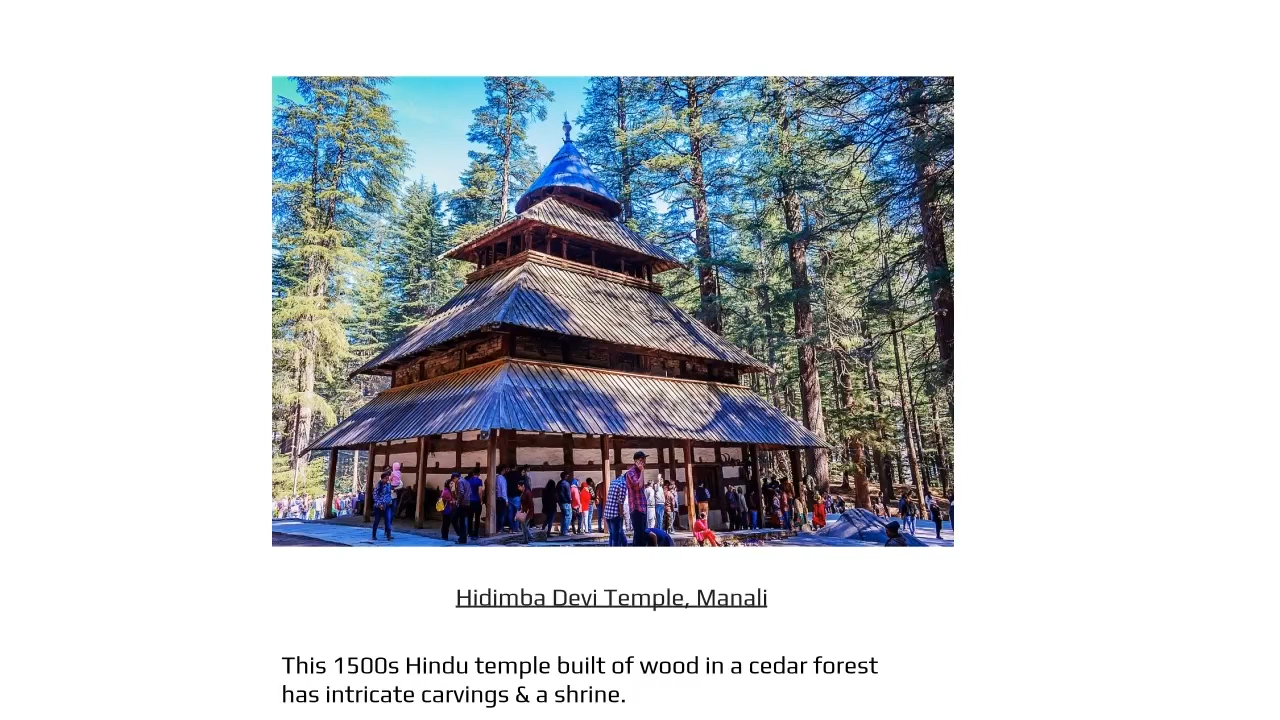 Hidimba Devi Temple, Manali
This 1500s Hindu temple built of wood in a cedar forest
has intricate carvings & a shrine.